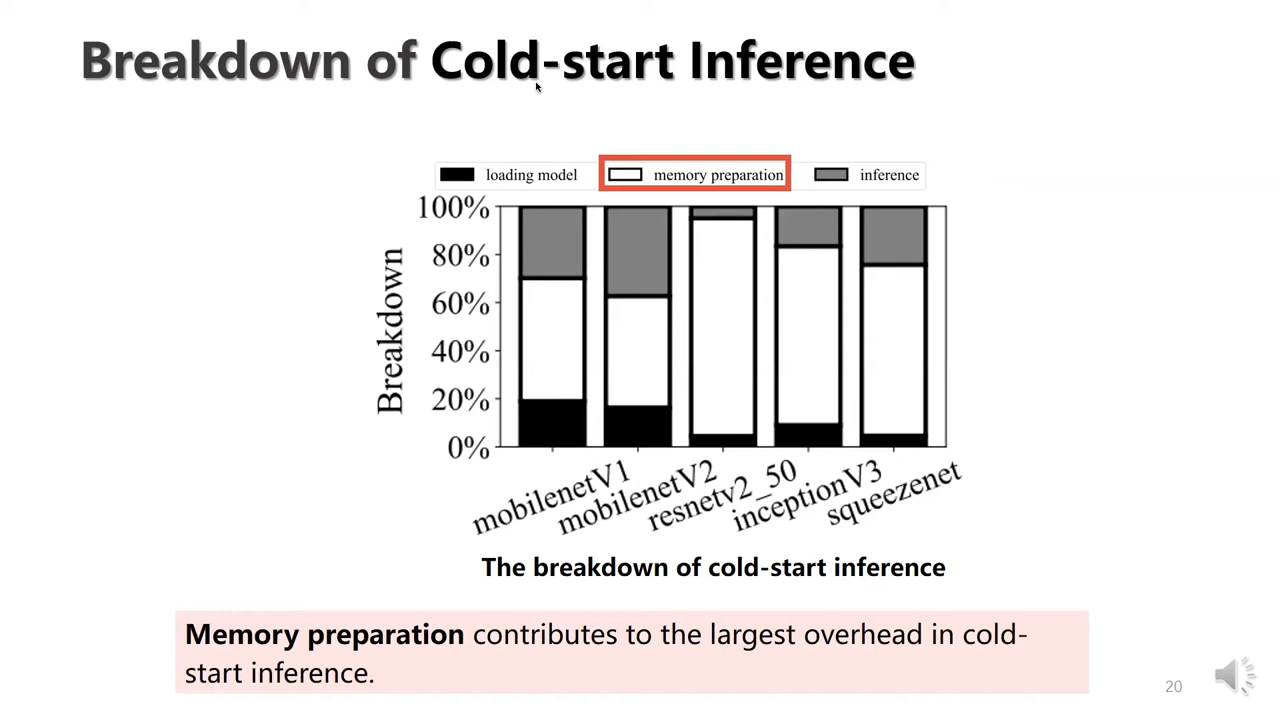 Breakdown of Cold-start Inference
loading model
memory preparation
inference
100%
80%
60%
40%
20%
0%
Breakdown
mobilenetV1
mobilenetV2
resnetv2_50
inceptionV3
squeezenet
The breakdown of cold-start inference
Memory preparation contributes to the largest overhead in cold-
start inference.
20